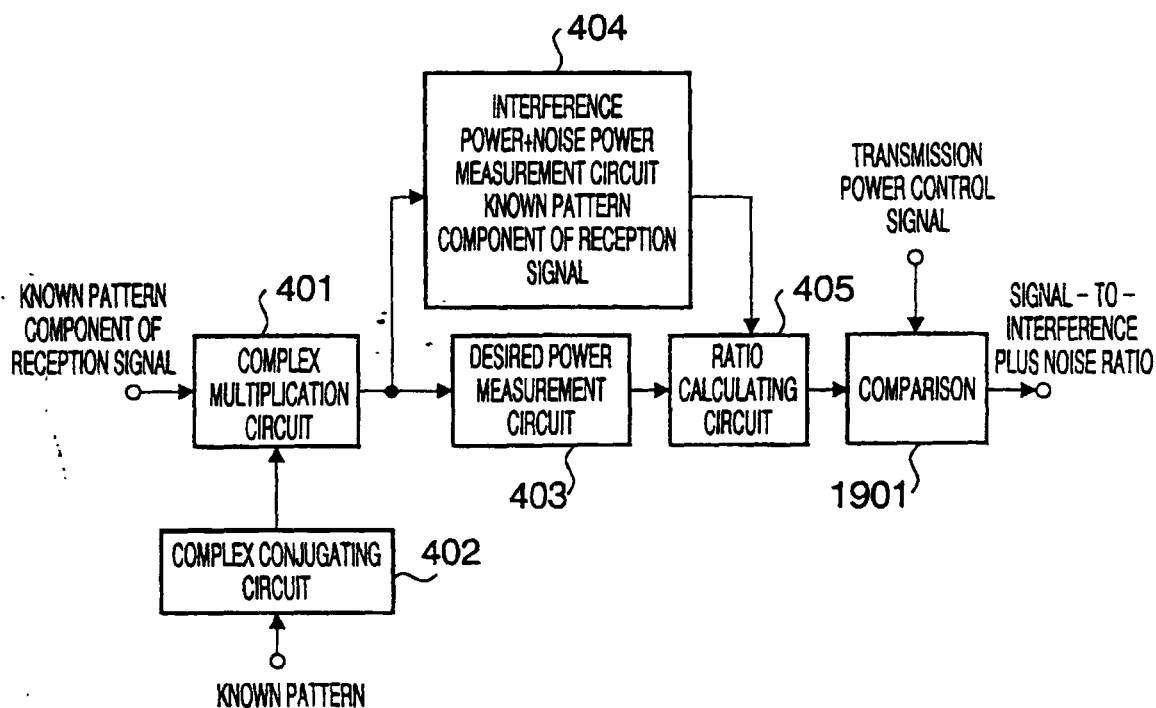 404
INTERFERENCE
POWER+NOISE POWER
MEASUREMENT CIRCUIT
KNOWN PATTERN
COMPONENT OF RECEPTION
SIGNAL
TRANSMISSION
POWER CONTROL
SIGNAL
KNOWN PATTERN
COMPONENT OF
RECEPTION SIGNAL
401
COMPLEX
MULTIPLICATION
CIRCUIT
DESIRED POWER
MEASUREMENT
CIRCUIT
403
405
RATIO
CALCULATING
CIRCUIT
COMPARISON
1901
SIGNAL - TO -
INTERFERENCE
PLUS NOISE RATIO
COMPLEX CONJUGATING
CIRCUIT
402
KNOWN PATTERN